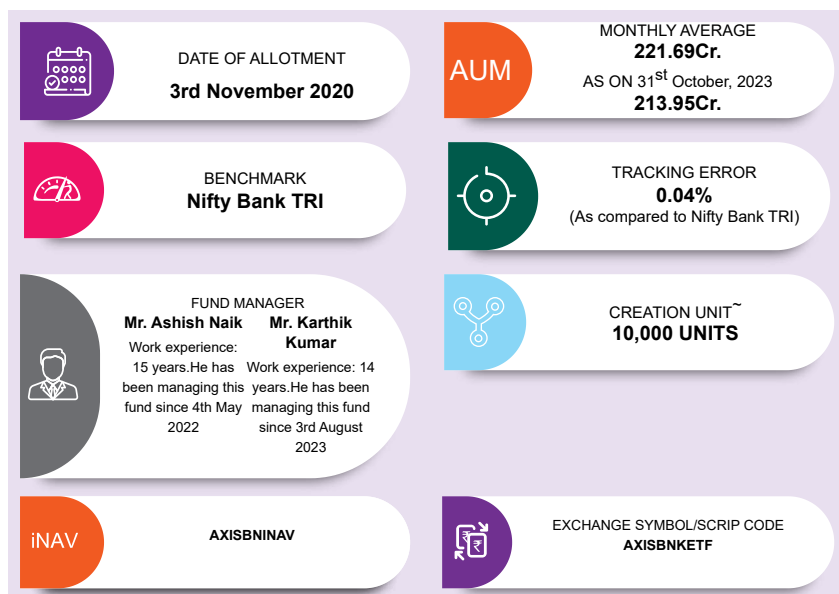 DATE OF ALLOTMENT
3rd November 2020
AUM
MONTHLY AVERAGE
221.69Cr.
AS ON 31st October, 2023
213.95Cr.
BENCHMARK
Nifty Bank TRI
TRACKING ERROR
0.04%
(As compared to Nifty Bank TRI)
FUND MANAGER
Mr. Ashish Naik
Work experience:
15 years.He has
been managing this
fund since 4th May
2022
Mr. Karthik
Kumar
Work experience: 14
years.He has been
managing this fund
since 3rd August
2023
CREATION UNIT~
10,000 UNITS
iNAV
AXISBNINAV
EXCHANGE SYMBOL/SCRIP CODE
AXISBNKETF